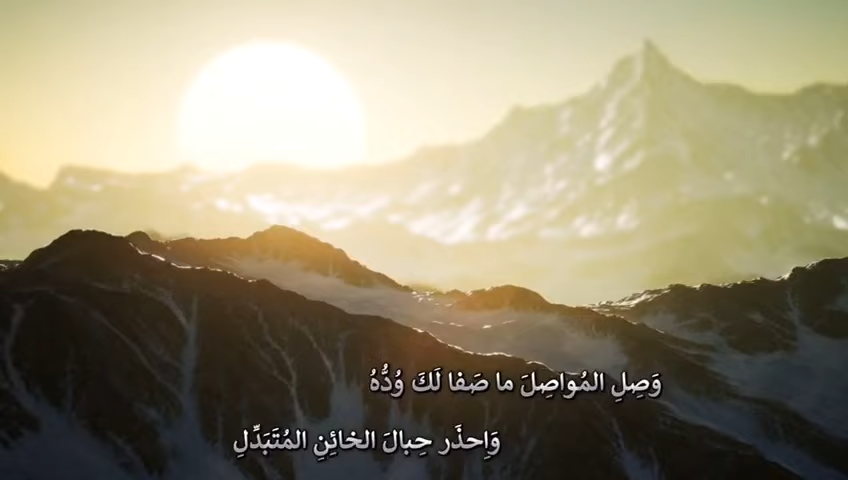 وَصِلِ المُواصِلَ ما صَفا لَكَ وُدُّهُ
وَاِحذَر حِبالَ الخائِنِ المُتَبَدِّلِ